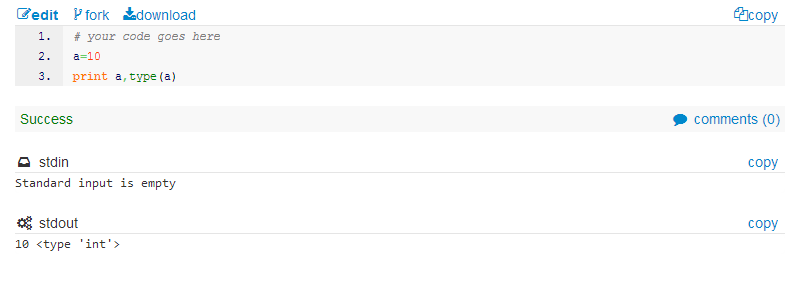 edit fork download copy
1. # your code goes here
2. a=10
3. print a,type(a)
Success comments (0)
stdin copy
Standard input is empty
stdout copy
10 <type 'int'>